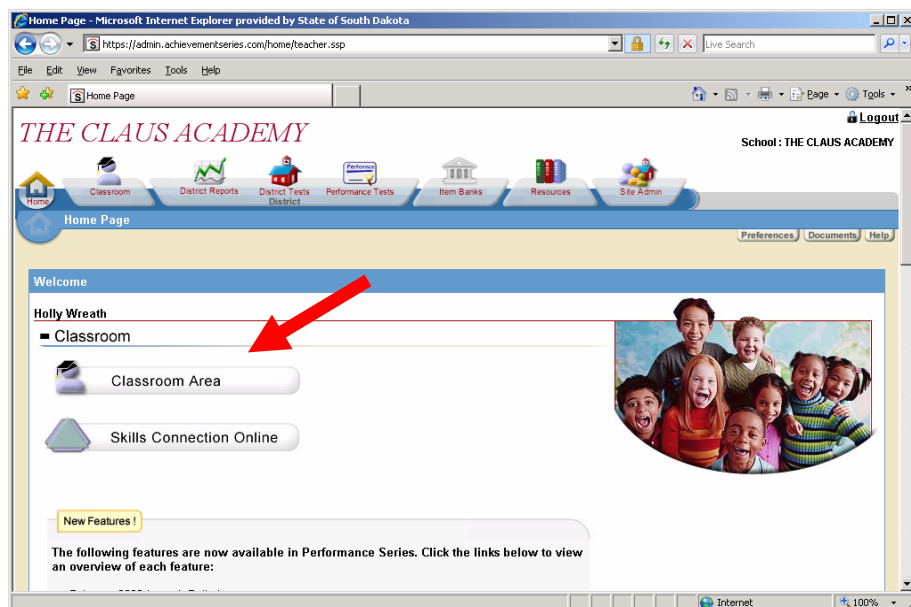 Home Page - Microsoft Internet Explorer provided by State of South Dakota
https://admin.achievementseries.com/home/teacher.ssp
Live Search
File Edit View Favorites Tools Help
Home Page
Page Tools »
Logout
THE CLAUS ACADEMY
School : THE CLAUS ACADEMY
Home Classroom District Reports District Tests Performance Tests Item Banks Resources Site Admin
District
Home Page
Preferences Documents Help
Welcome
Holly Wreath
Classroom
Classroom Area
Skills Connection Online
New Features !
The following features are now available in Performance Series. Click the links below to view
an overview of each feature:
Internet 100%